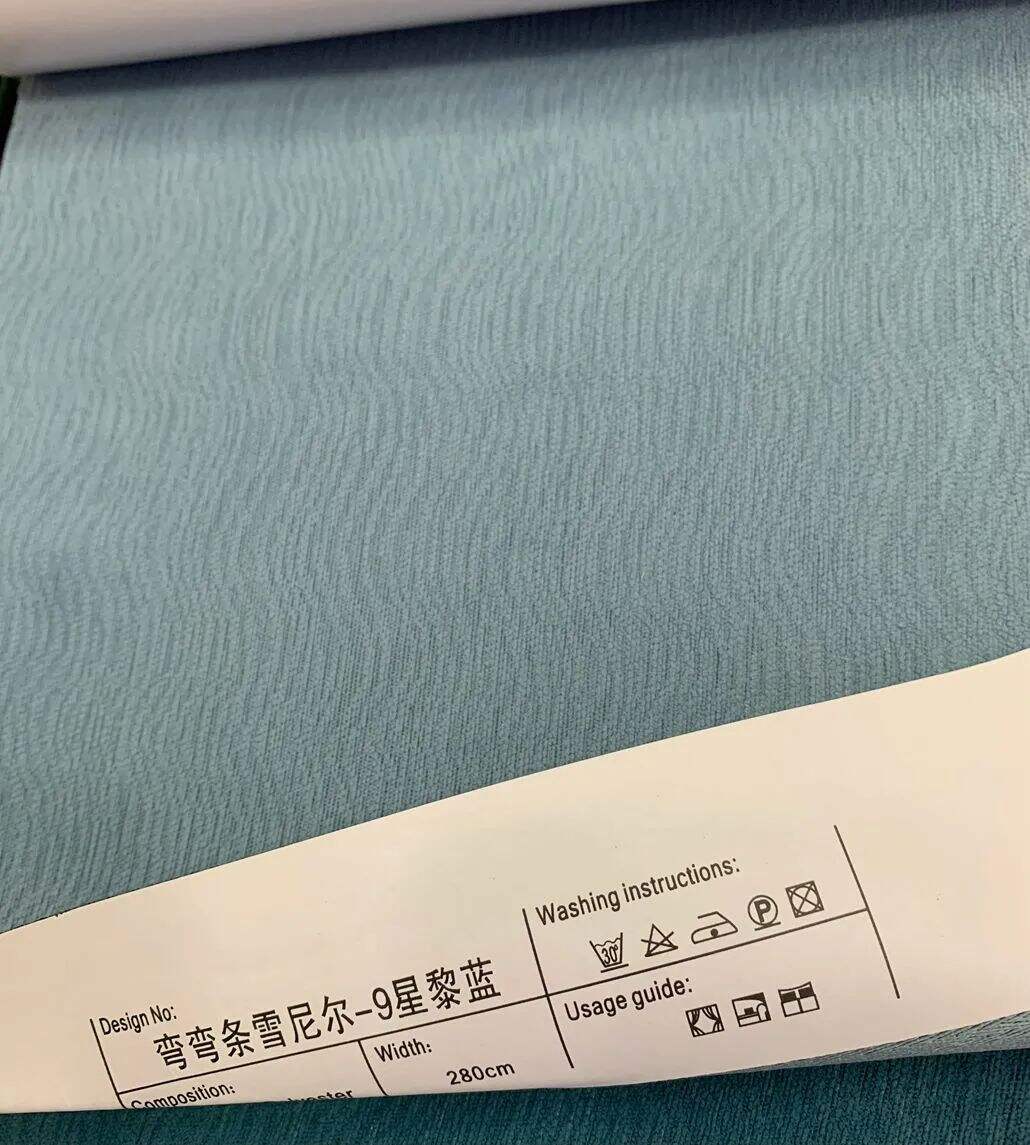 Washing instructions:
30°
P
Design No:
弯弯条雪尼尔-9星黎蓝
Usage guide:
Width:
280cm
Composition: